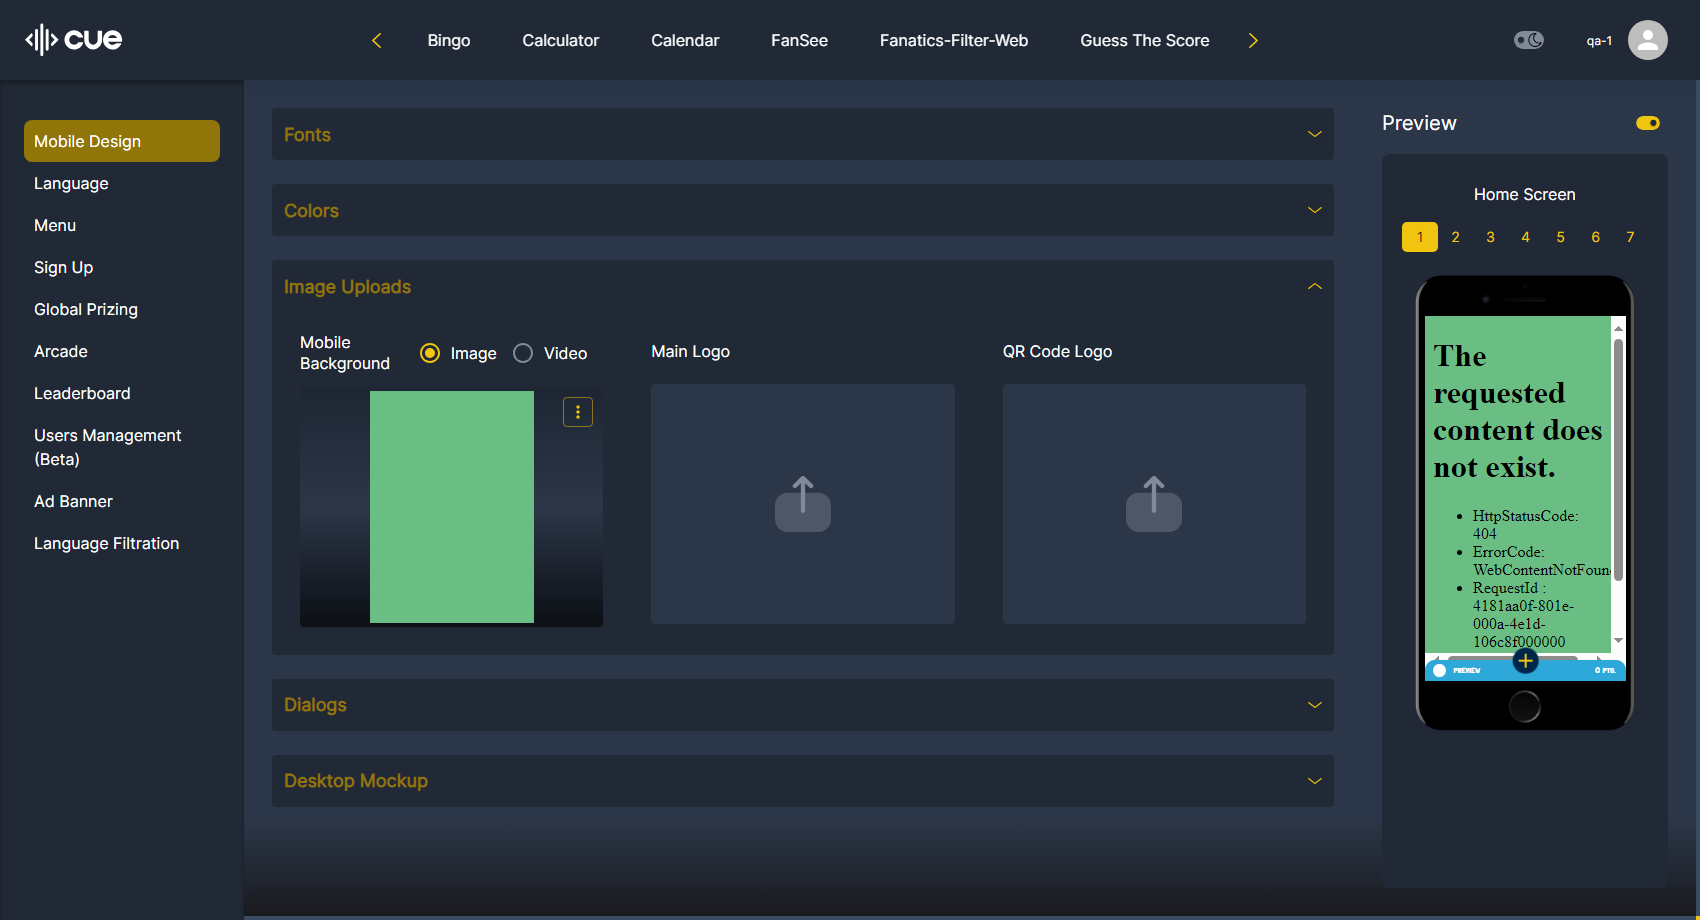 cue
Bingo
Calculator
Calendar
FanSee
Fanatics-Filter-Web
Guess The Score
qa-1
Mobile Design
Language
Menu
Sign Up
Global Prizing
Arcade
Leaderboard
Users Management
(Beta)
Ad Banner
Language Filtration
Fonts
Colors
Image Uploads
Mobile
Background
Image
Video
Main Logo
QR Code Logo
Dialogs
Desktop Mockup
Preview
Home Screen
1 2 3 4 5 6 7
The
requested
content does
not exist.
HttpStatusCode:
404
ErrorCode:
WebContentNotFoun
RequestId :
4181aa0f-801e-
000a-4e1d-
106c8f000000
PREVIEW
0 PTS.